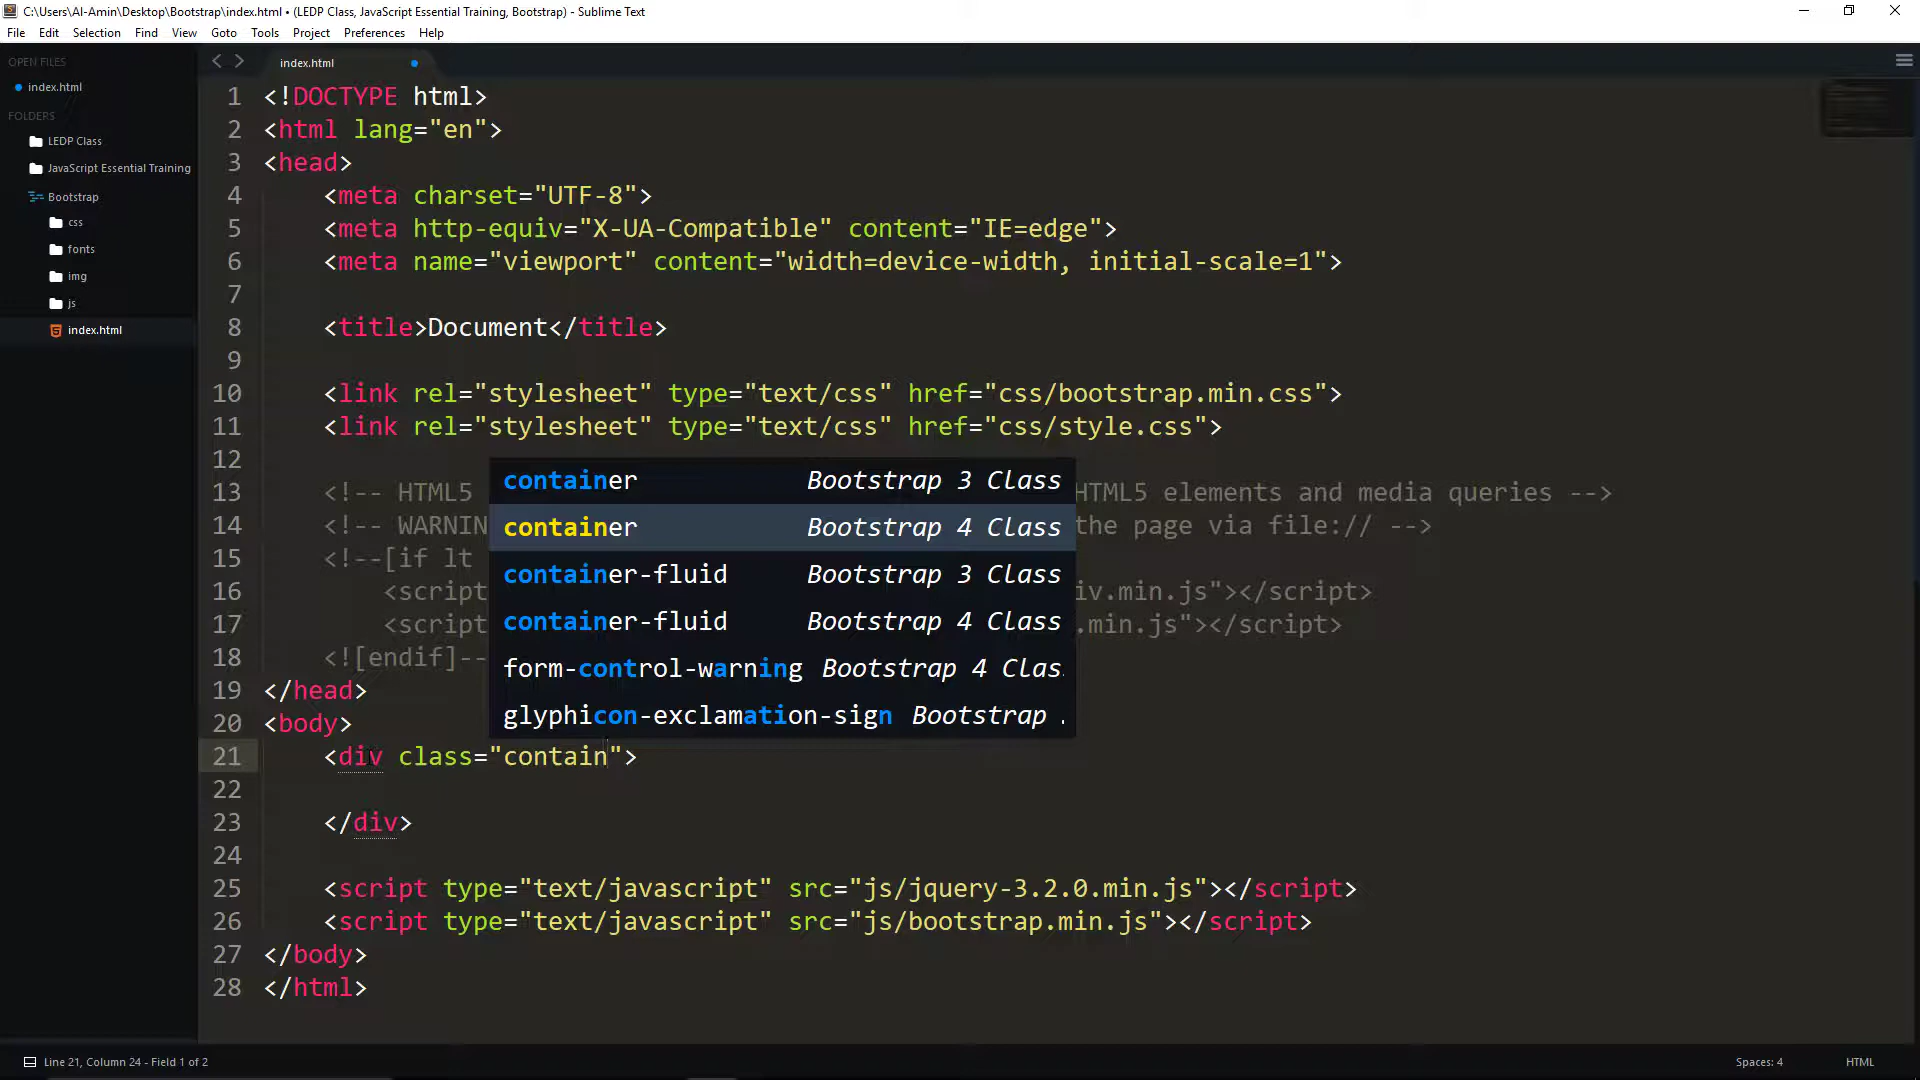 C:\Users\Al-Amin\Desktop\Bootstrap\index.html • (LEDP Class, JavaScript Essential Training, Bootstrap) - Sublime Text
File Edit Selection Find View Goto Tools Project Preferences Help
OPEN FILES
index.html
FOLDERS
LEDP Class
JavaScript Essential Training
Bootstrap
css
fonts
img
js
index.html
index.html
1 <!DOCTYPE html>
2 <html lang="en">
3 <head>
4 <meta charset="UTF-8">
5 <meta http-equiv="X-UA-Compatible" content="IE=edge">
6 <meta name="viewport" content="width=device-width, initial-scale=1">
7
8 <title>Document</title>
9
10 <link rel="stylesheet" type="text/css" href="css/bootstrap.min.css">
11 <link rel="stylesheet" type="text/css" href="css/style.css">
12
container Bootstrap 3 Class
13 <!-- HTML5 HTML5 elements and media queries -->
14 <!-- WARNIN the page via file:// -->
container Bootstrap 4 Class
15 <!--[if lt
container-fluid Bootstrap 3 Class
16 <script iv.min.js"></script>
17 <script .min.js"></script>
container-fluid Bootstrap 4 Class
18 <![endif]--
form-control-warning Bootstrap 4 Clas
19 </head>
20 <body>
glyphicon-exclamation-sign Bootstrap .
21 <div class="contain">
22
23 </div>
24
25 <script type="text/javascript" src="js/jquery-3.2.0.min.js"></script>
26 <script type="text/javascript" src="js/bootstrap.min.js"></script>
27 </body>
28 </html>
Line 21, Column 24 - Field 1 of 2
Spaces: 4 HTML